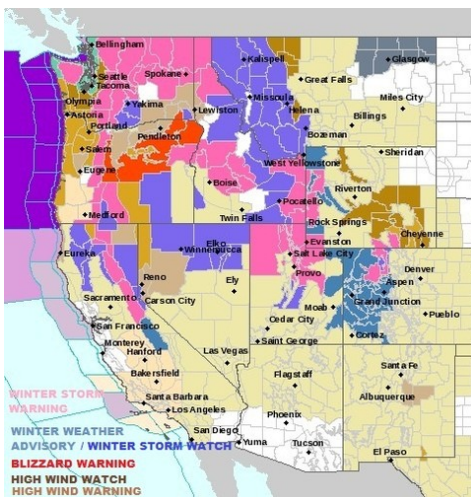 Bellingham
Kalispell
Glasgow
Seattle
Spokane
Great Falls
Tacoma
Olympia
Yakima
Lewiston
Missoula
Helena
Miles City
Astoria
Portland
Pendleton
Billings
Bozeman
Salem
West Yellowstone
Sheridan
Eugene
Boise
Riverton
Pocatello
Medford
Twin Falls
Rock Springs
Cheyenne
Elko
Evanston
Eureka
Winnemucca
Salt Lake City
Provo
Denver
Reno
Ely
Aspen
Sacramento
Carson City
Grand Junction
Moab
Pueblo
San Francisco
Cedar City
Monterey
Cortez
Hanford
Saint George
Las Vegas
Bakersfield
Flagstaff
Santa Fe
Albuquerque
WINTER STORM
WARNING
Santa Barbara
Los Angeles
Phoenix
WINTER WEATHER
ADVISORY / WINTER STORM WATCH
San Diego
Yuma
Tucson
El Paso
BLIZZARD WARNING
HIGH WIND WATCH
HIGH WIND WARNING